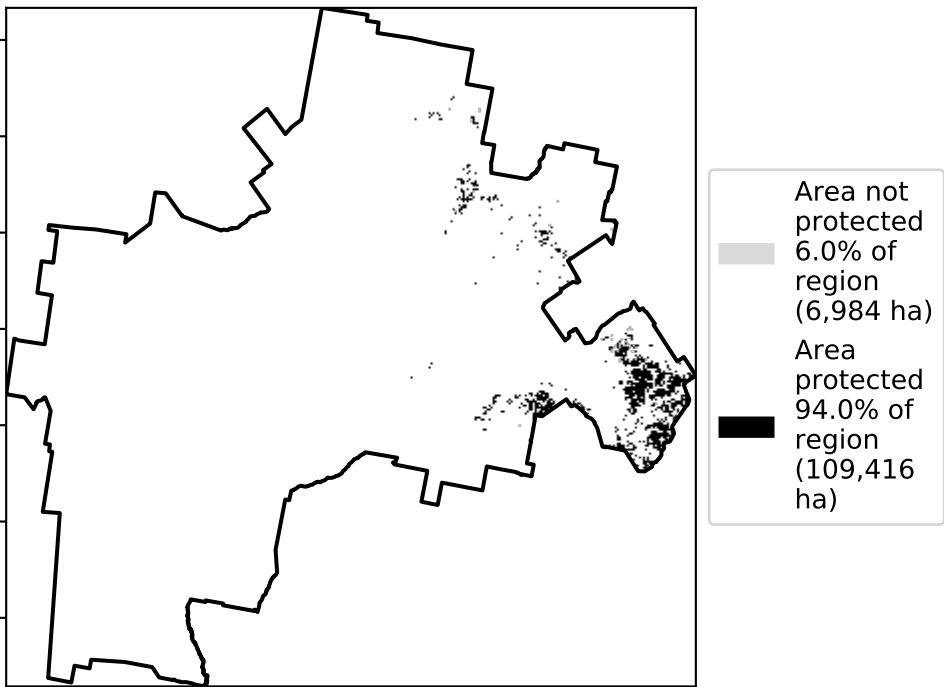 Area not
protected
6.0% of
region
(6,984 ha)
Area
protected
94.0% of
region
(109,416
ha)